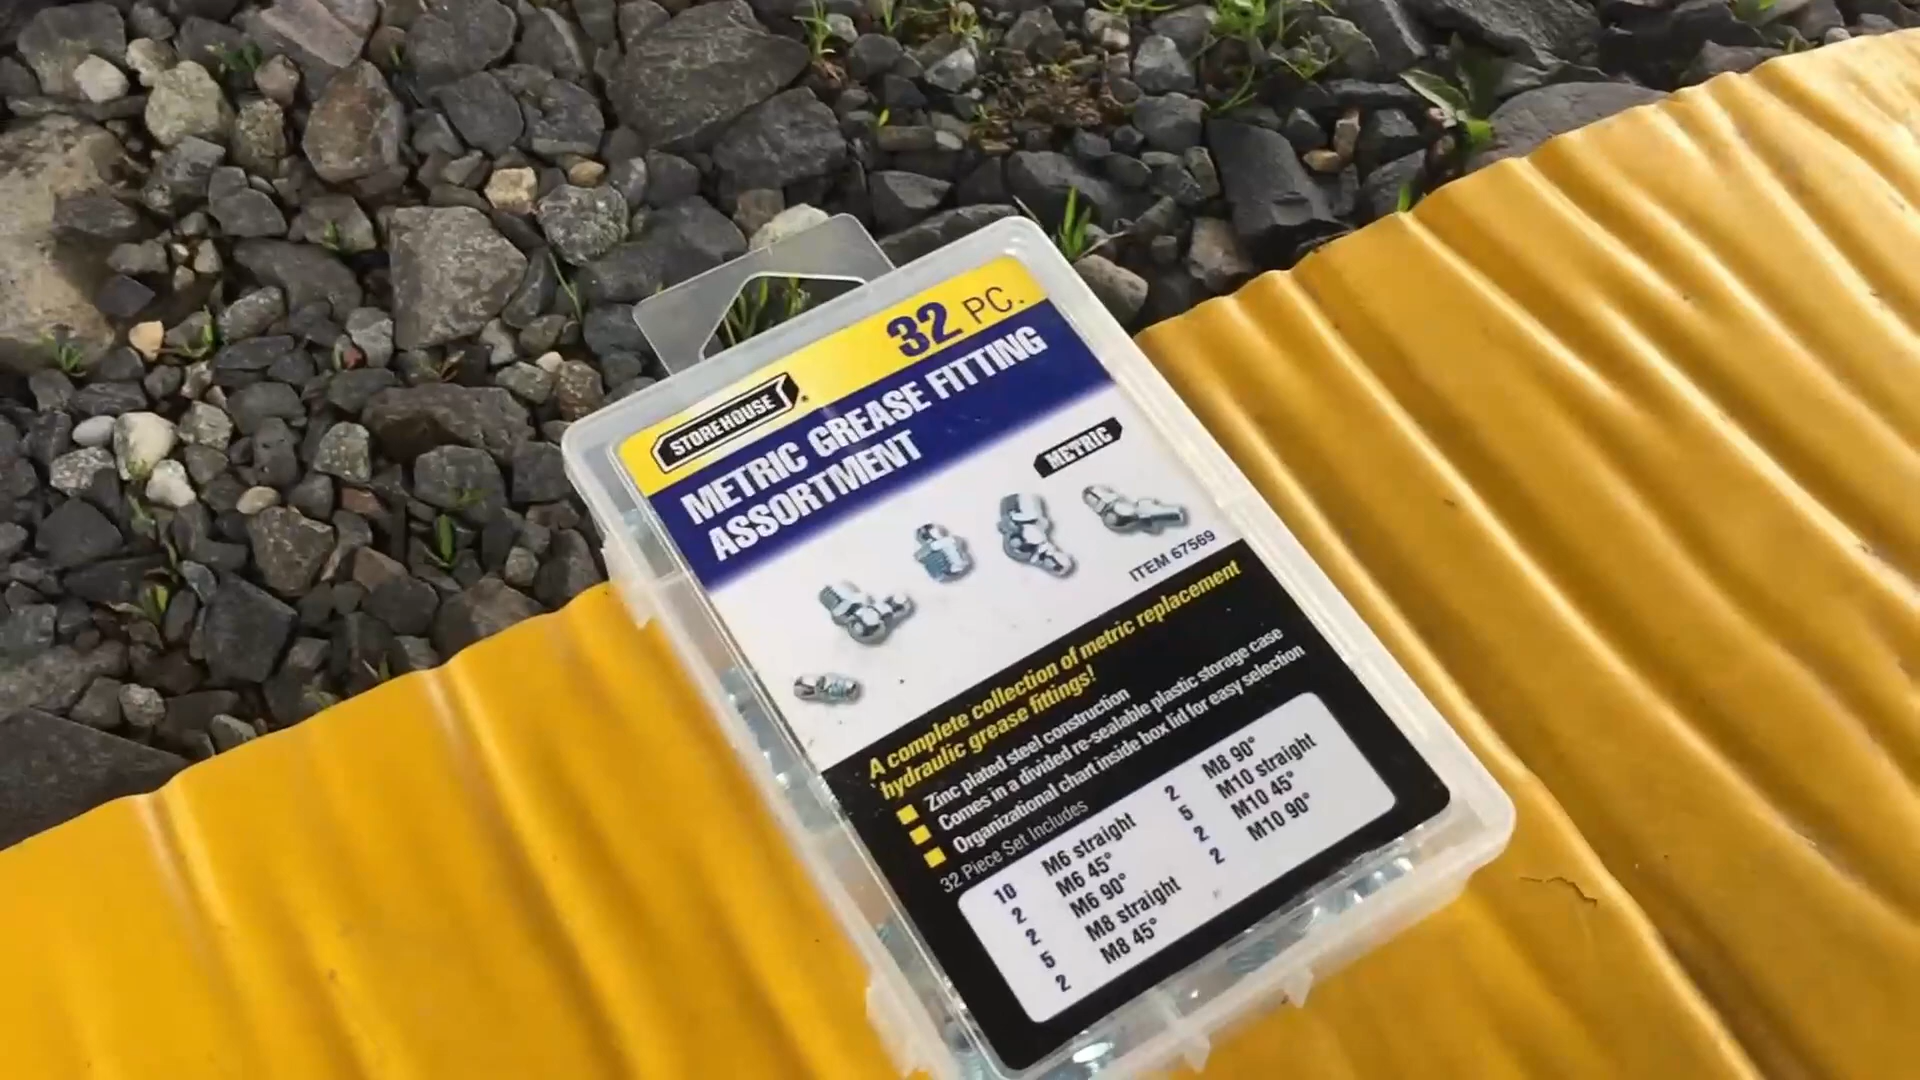 32 PC.
STOREHOUSE®
METRIC GREASE FITTING
ASSORTMENT
METRIC
ITEM 67569
A complete collection of metric replacement
hydraulic grease fittings!
Zinc plated steel construction
Comes in a divided re-sealable plastic storage case
Organizational chart inside box lid for easy selection
32 Piece Set Includes
10 M6 straight
2 M6 45°
2 M6 90°
5 M8 straight
2 M8 45°
2 M8 90°
5 M10 straight
2 M10 45°
2 M10 90°